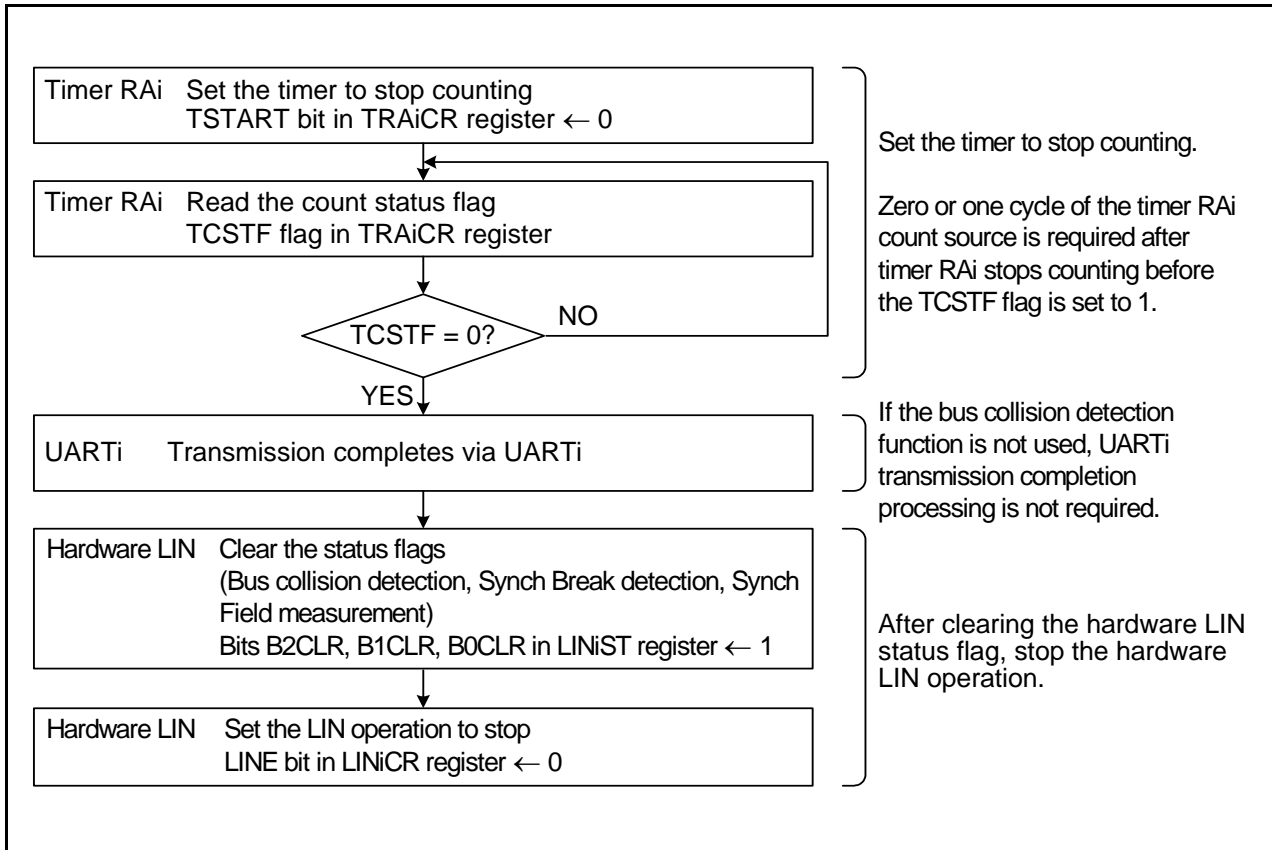 Timer RAi Set the timer to stop counting
TSTART bit in TRAiCR register ← 0
Set the timer to stop counting.
Timer RAi Read the count status flag
TCSTF flag in TRAiCR register
Zero or one cycle of the timer RAi
count source is required after
timer RAi stops counting before
the TCSTF flag is set to 1.
TCSTF = 0?
NO
YES
UARTi Transmission completes via UARTi
If the bus collision detection
function is not used, UARTi
transmission completion
processing is not required.
Hardware LIN Clear the status flags
(Bus collision detection, Synch Break detection, Synch
Field measurement)
Bits B2CLR, B1CLR, B0CLR in LINiST register ← 1
After clearing the hardware LIN
status flag, stop the hardware
LIN operation.
Hardware LIN Set the LIN operation to stop
LINE bit in LINiCR register ← 0